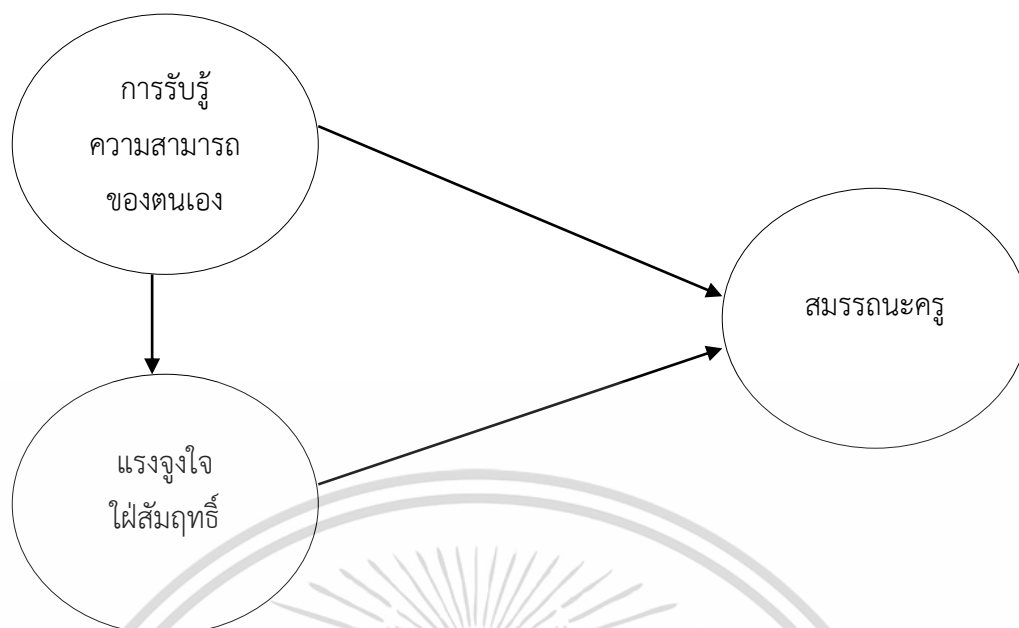 การรับรู้
ความสามารถ
ของตนเอง
สมรรถนะครู
แรงจูงใจ
ใฝ่สัมฤทธิ์